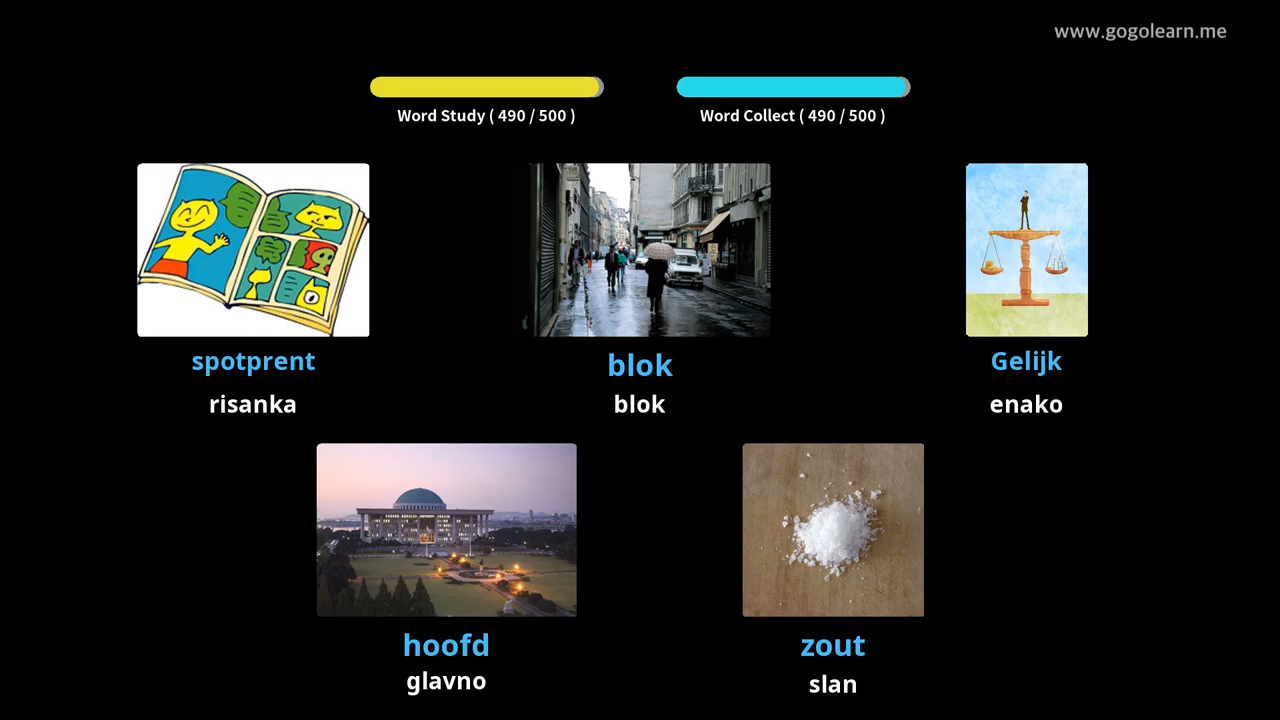 www.gogolearn.me
Word Study ( 490 / 500 )
Word Collect ( 490 / 500 )
spotprent
risanka
blok
blok
Gelijk
enako
hoofd
glavno
zout
slan